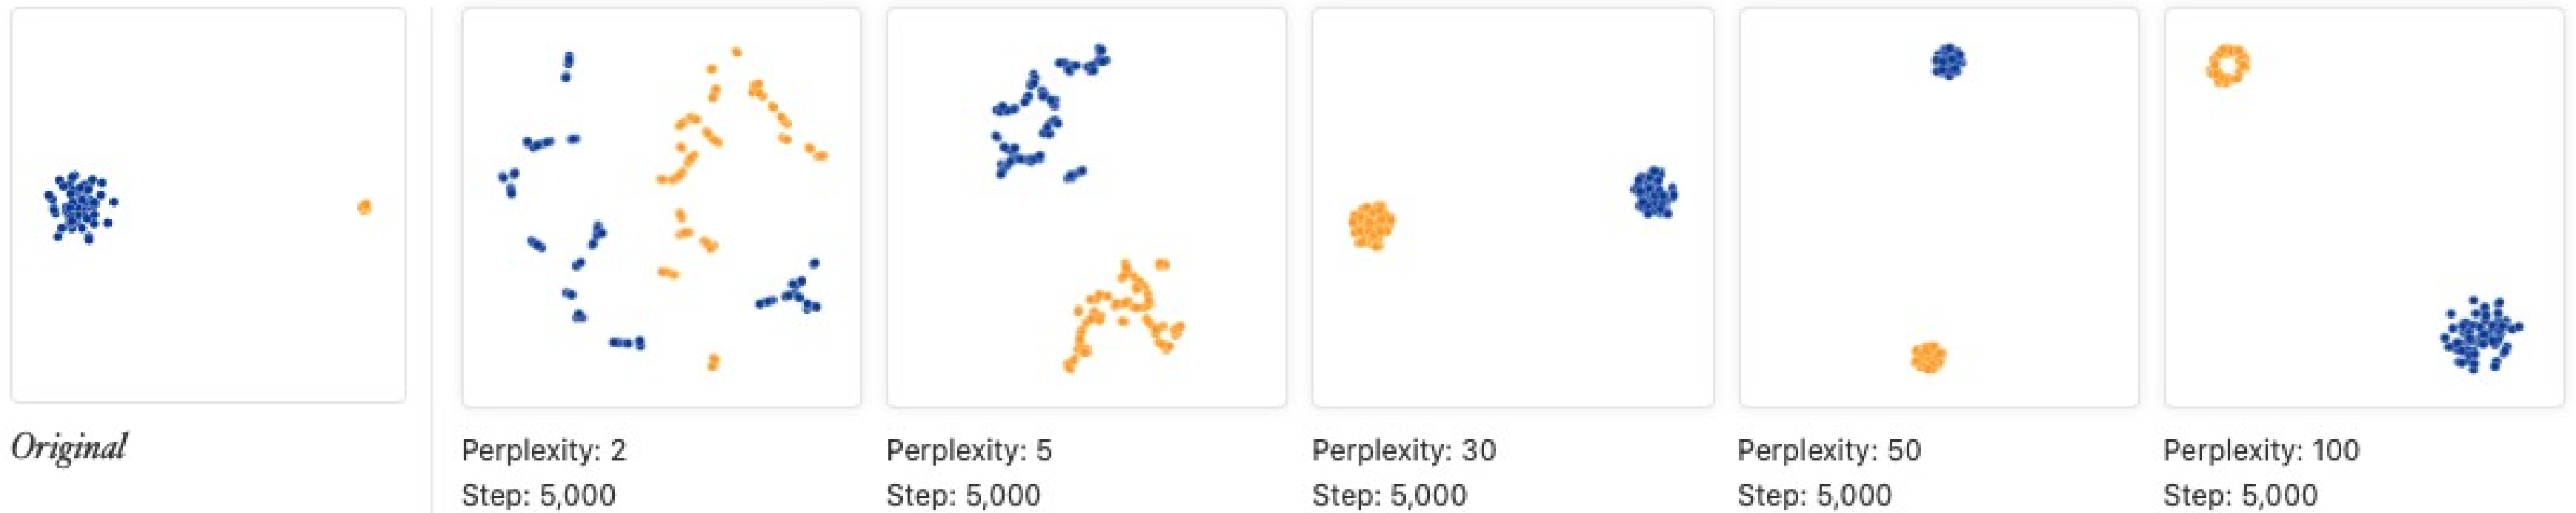 Original
Perplexity: 2
Step: 5,000
Perplexity: 5
Step: 5,000
Perplexity: 30
Step: 5,000
Perplexity: 50
Step: 5,000
Perplexity: 100
Step: 5,000